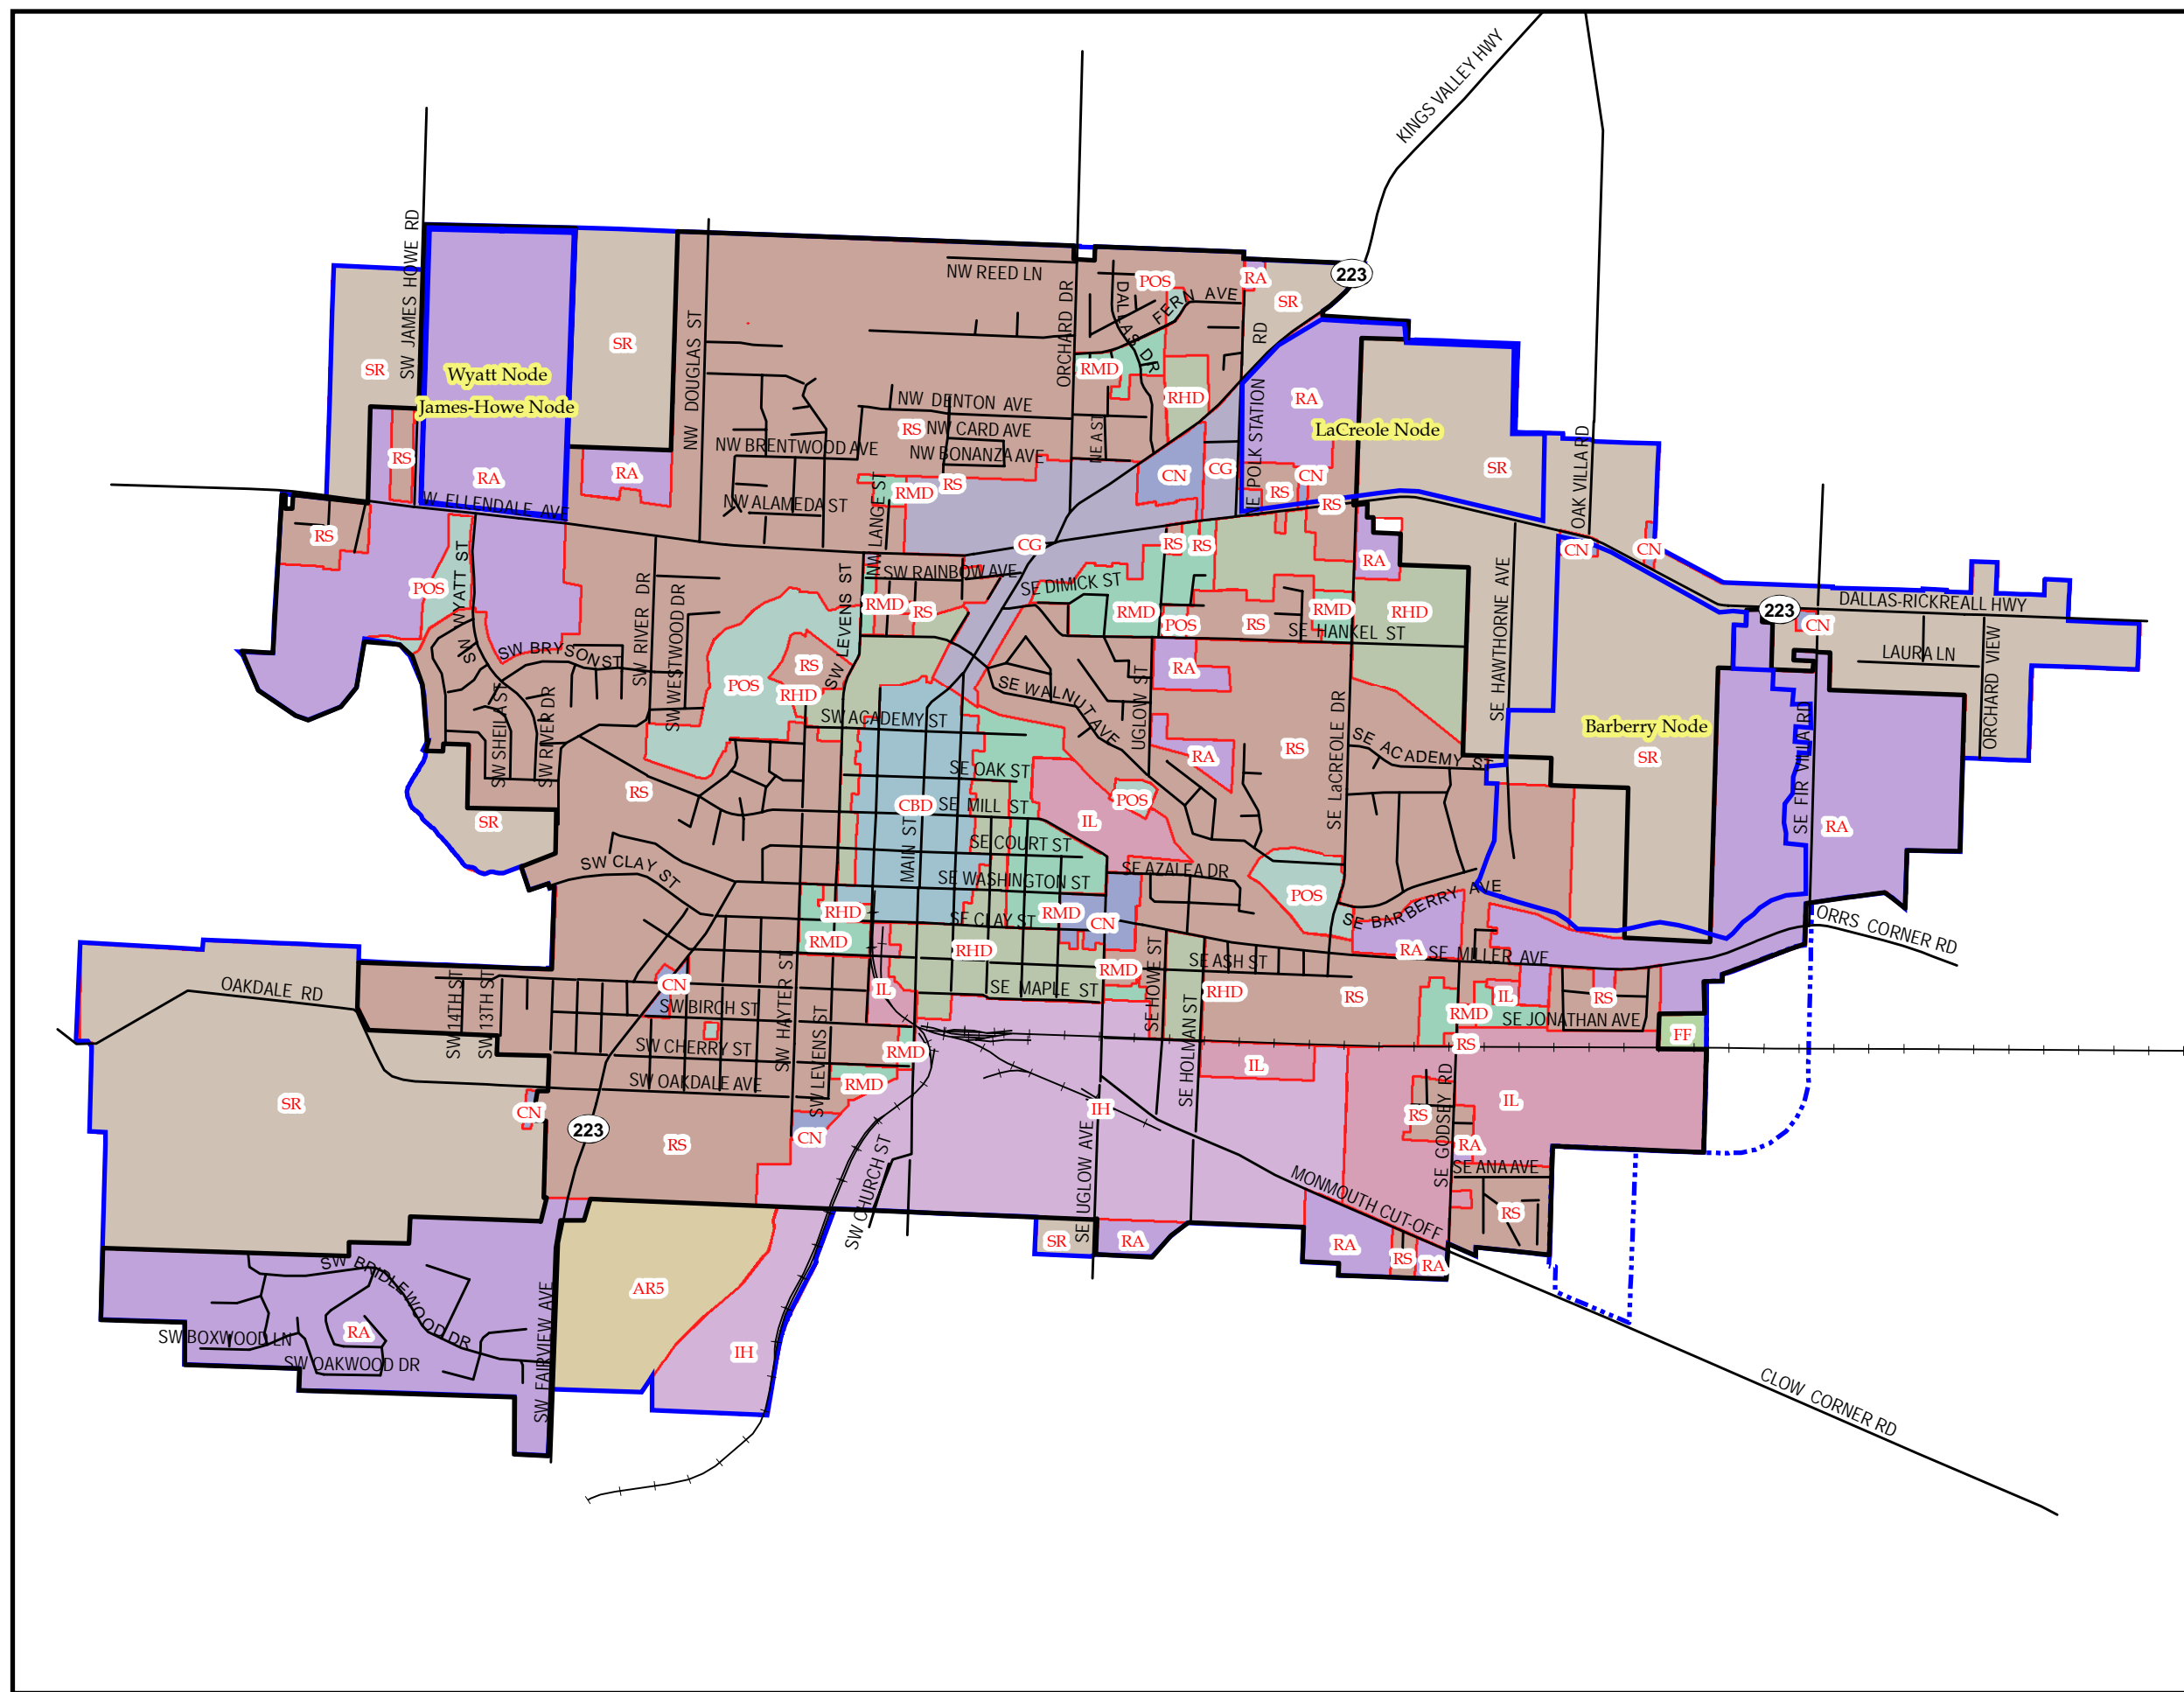 KINGS VALLEY HWY
SW JAMES HOWE RD
NW REED LN
POS
RA
223
SR
FERN AVE
DALLAS DR
ORCHARD DR
RD
SR
NW DOUGLAS ST
SR
Wyatt Node
RMD
James-Howe Node
RHD
RA
NE POLK STATION
NW DENTON AVE
RS
NW CARD AVE
NE A ST
LaCreole Node
NW BRENTWOOD AVE
NW BONANZA AVE
RS
RA
RA
RMD
RS
CN
CG
CN
RS
SR
OAK VILLA RD
W ELLENDALE AVE
NW ALAMEDA ST
NW LANGE ST
RS
RS
CG
RS
RS
RA
CN
CN
POS
WYATT ST
SW
SW RAINBOW AVE
SE DIMICK ST
RMD
RS
RMD
POS
RS
RMD
RHD
SE HANKEL ST
SE HAWTHORNE AVE
223
DALLAS-RICKREALL HWY
CN
LAURA LN
ORCHARD VIEW
SW BRYSON ST
SW RIVER DR
SW WESTWOOD DR
SW LEVENS ST
RS
RHD
POS
RA
SE WALNUT AVE
UGLOW ST
SW SHEILA ST
SW RIVER DR
SW ACADEMY ST
RA
RS
SE LaCREOLE DR
SE ACADEMY ST
Barberry Node
SR
SE FIR VILLA RD
RA
SE OAK ST
RS
SR
CBD
SE MILL ST
MAIN ST
POS
IL
SE COURT ST
SW CLAY ST
SE WASHINGTON ST
SE AZALEA DR
POS
SE BARBERRY AVE
RHD
SE CLAY ST
RMD
CN
ORRS CORNER RD
RMD
RHD
RA
SE MILLER AVE
SE ASH ST
RMD
OAKDALE RD
SW 14TH ST
SW 13TH ST
CN
SW HAYTER ST
IL
SE MAPLE ST
SE HOWE ST
RHD
RS
IL
RS
SW BIRCH ST
SW LEVENS ST
SE HOLMAN ST
RMD
SE JONATHAN AVE
FF
SW CHERRY ST
RMD
RS
SW OAKDALE AVE
RMD
IL
SR
CN
223
CN
IH
SE UGLOW AVE
RS
SE GODSEY RD
IL
RS
RA
SW CHURCH ST
SE ANA AVE
MONMOUTH CUT-OFF
RS
SR
RA
RA
RS
RA
SW BRIDLEWOOD DR
AR5
SW FAIRVIEW AVE
RA
SW BOXWOOD LN
SW OAKWOOD DR
IH
CLOW CORNER RD